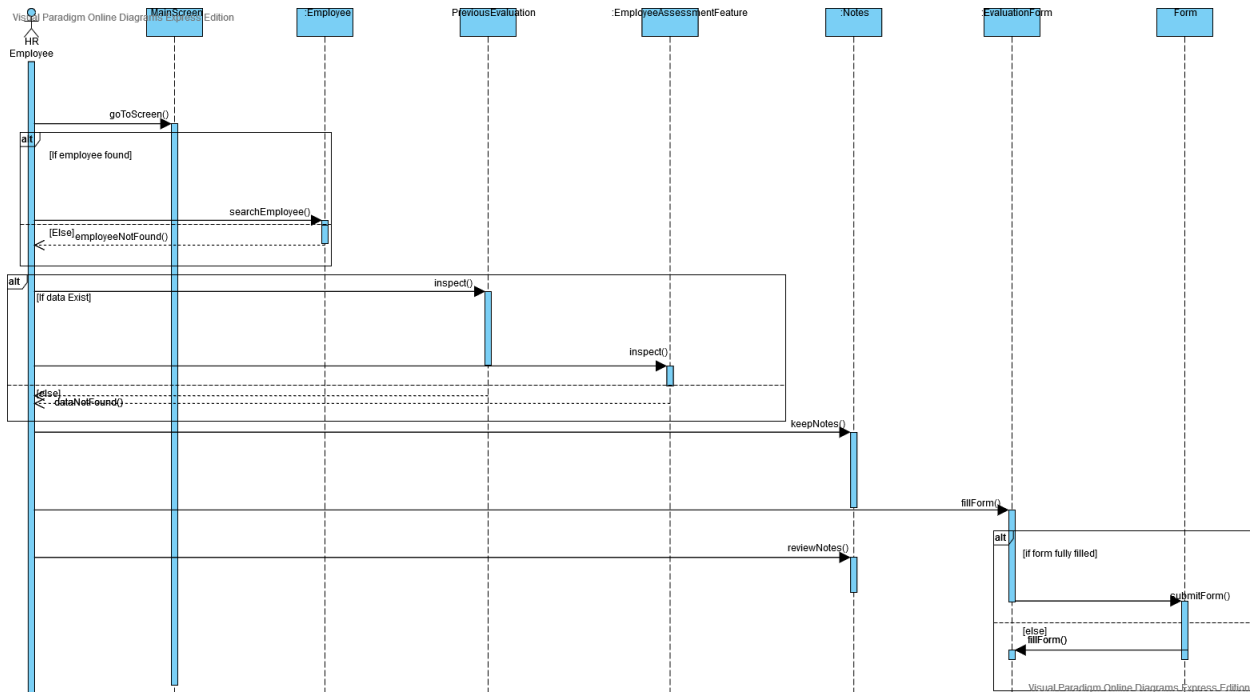 Visual Paradigm Online Diagrams Express Edition
HR
Employee
MainScreen
:Employee
PreviousEvaluation
:EmployeeAssessmentFeature
:Notes
:EvaluationForm
Form
goToScreen()
alt
[If employee found]
searchEmployee()
[Else]
employeeNotFound()
alt
inspect()
[If data Exist]
inspect()
[else]
dataNotFound()
keepNotes()
fillForm()
alt
reviewNotes()
[if form fully filled]
submitForm()
[else]
fillForm()
Visual Paradigm Online Diagrams Express Edition